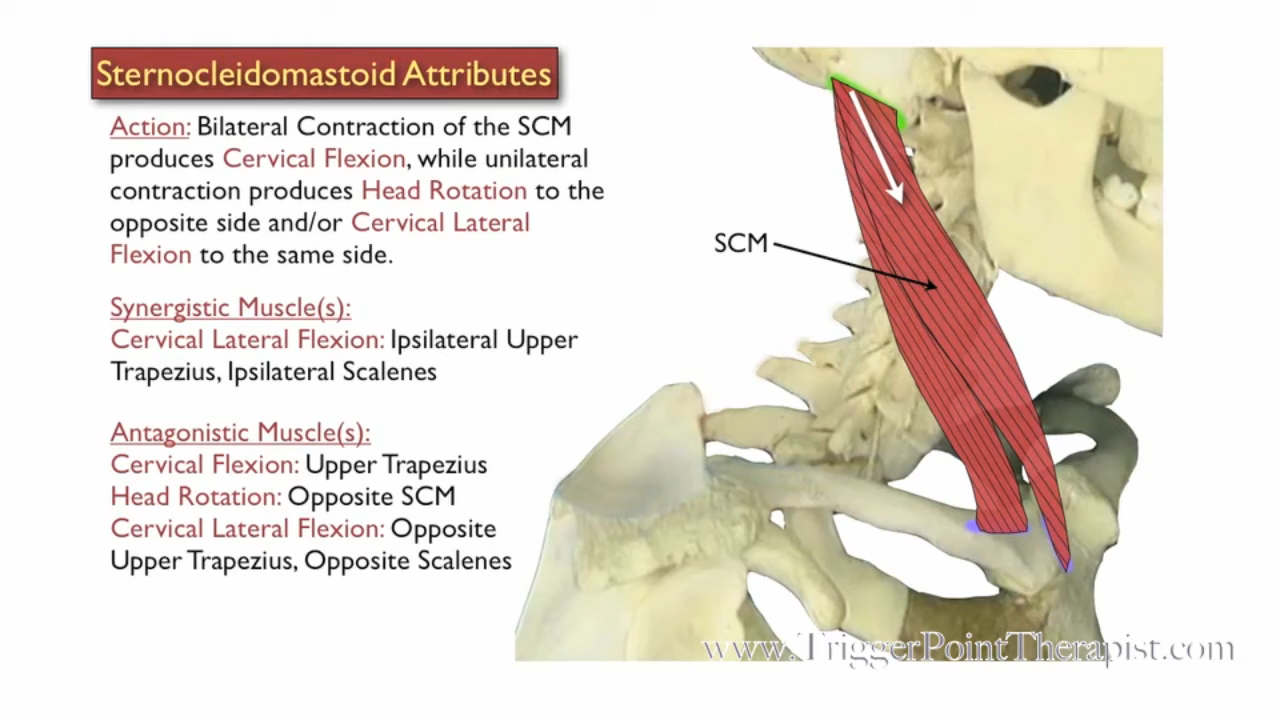 Sternocleidomastoid Attributes
Action: Bilateral Contraction of the SCM
produces Cervical Flexion, while unilateral
contraction produces Head Rotation to the
opposite side and/or Cervical Lateral
Flexion to the same side.
Synergistic Muscle(s):
Cervical Lateral Flexion: Ipsilateral Upper
Trapezius, Ipsilateral Scalenes
Antagonistic Muscle(s):
Cervical Flexion: Upper Trapezius
Head Rotation: Opposite SCM
Cervical Lateral Flexion: Opposite
Upper Trapezius, Opposite Scalenes
SCM
www.TriggerPointTherapist.com